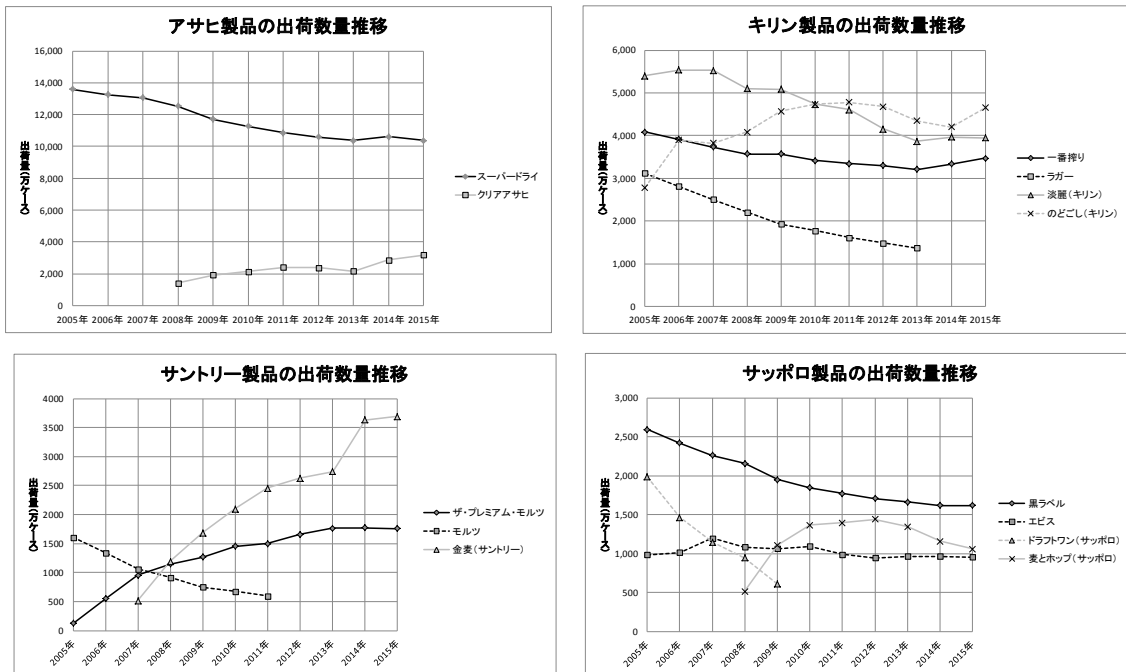 アサヒ製品の出荷数量推移
16,000
14,000
12,000
10,000
8,000
6,000
4,000
2,000
0
出荷量(万ケース)
2005年 2006年 2007年 2008年 2009年 2010年 2011年 2012年 2013年 2014年 2015年
スーパードライ
クリアアサヒ
キリン製品の出荷数量推移
6,000
5,000
4,000
3,000
2,000
1,000
0
出荷量(万ケース)
2005年 2006年 2007年 2008年 2009年 2010年 2011年 2012年 2013年 2014年 2015年
一番搾り
ラガー
淡麗(キリン)
のどごし(キリン)
サントリー製品の出荷数量推移
4000
3500
3000
2500
2000
1500
1000
500
0
出荷量(万ケース)
2005年 2006年 2007年 2008年 2009年 2010年 2011年 2012年 2013年 2014年 2015年
ザ・プレミアム・モルツ
モルツ
金麦(サントリー)
サッポロ製品の出荷数量推移
3,000
2,500
2,000
1,500
1,000
500
0
出荷量(万ケース)
2005年 2006年 2007年 2008年 2009年 2010年 2011年 2012年 2013年 2014年 2015年
黒ラベル
エビス
ドラフトワン(サッポロ)
麦とホップ(サッポロ)